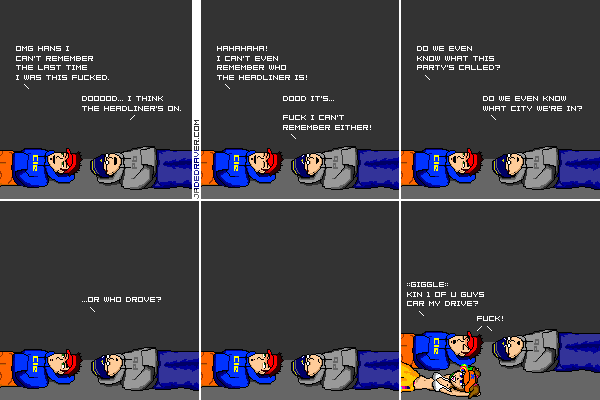 OMG HANS I
CAN'T REMEMBER
THE LAST TIME
I WAS THIS FUCKED.
DOOOOD... I THINK
THE HEADLINER'S ON.
JADEDRAVER.COM
HAHAHAHA!
I CAN'T EVEN
REMEMBER WHO
THE HEADLINER IS!
DOOD IT'S...
FUCK I CAN'T
REMEMBER EITHER!
DO WE EVEN
KNOW WHAT THIS
PARTY'S CALLED?
DO WE EVEN KNOW
WHAT CITY WE'RE IN?
...OR WHO DROVE?
::GIGGLE::
KIN 1 OF U GUYS
CAR MY DRIVE?
FUCK!